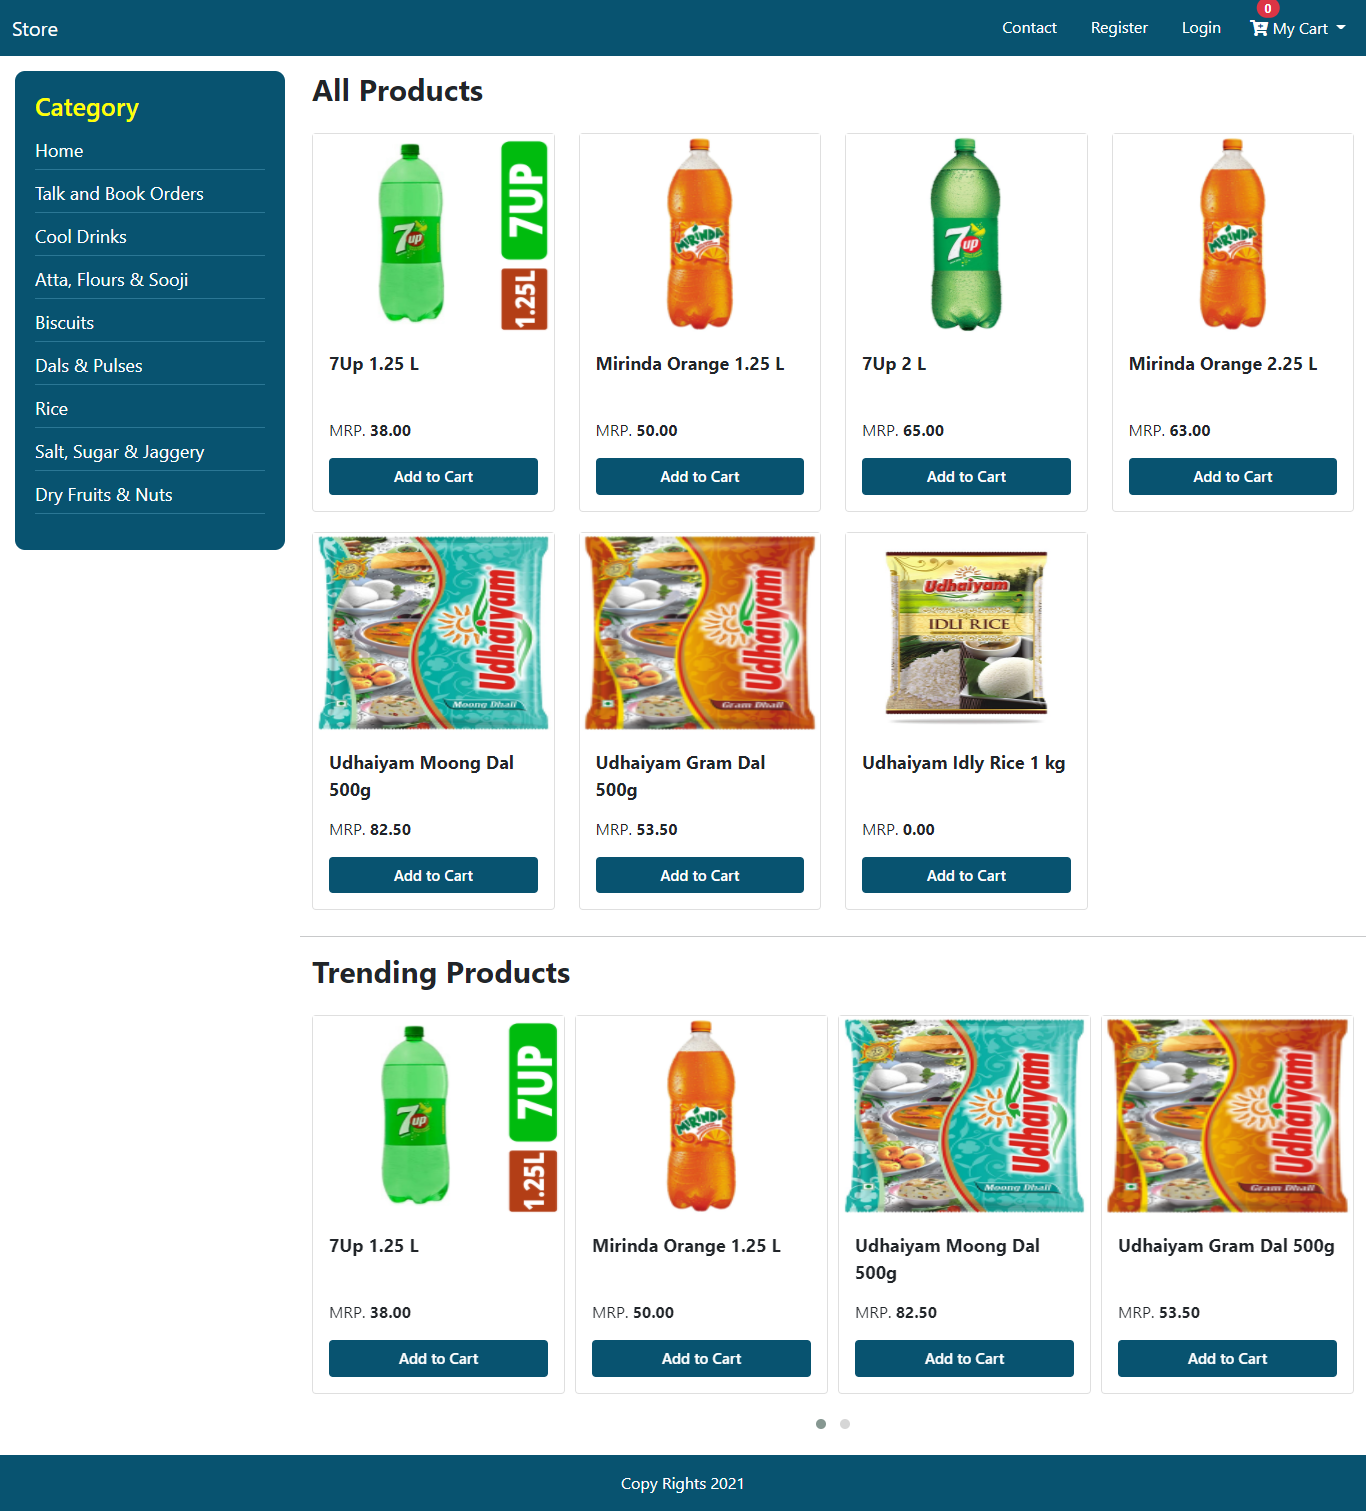 Store
Contact
Register
Login
0
My Cart
Category
Home
Talk and Book Orders
Cool Drinks
Atta, Flours & Sooji
Biscuits
Dals & Pulses
Rice
Salt, Sugar & Jaggery
Dry Fruits & Nuts
All Products
7up
7UP
1.25L
7Up 1.25 L
MRP. 38.00
Add to Cart
MIRINDA
Mirinda Orange 1.25 L
MRP. 50.00
Add to Cart
7up
7Up 2 L
MRP. 65.00
Add to Cart
MIRINDA
Mirinda Orange 2.25 L
MRP. 63.00
Add to Cart
Udhaiyam
Moong Dhall
Udhaiyam Moong Dal
500g
MRP. 82.50
Add to Cart
Udhaiyam
Gram Dhall
Udhaiyam Gram Dal
500g
MRP. 53.50
Add to Cart
Udhaiyam
IDLI RICE
Udhaiyam Idly Rice 1 kg
MRP. 0.00
Add to Cart
Trending Products
7up
7UP
1.25L
7Up 1.25 L
MRP. 38.00
Add to Cart
MIRINDA
Mirinda Orange 1.25 L
MRP. 50.00
Add to Cart
Udhaiyam
Moong Dhall
Udhaiyam Moong Dal
500g
MRP. 82.50
Add to Cart
Udhaiyam
Gram Dhall
Udhaiyam Gram Dal 500g
MRP. 53.50
Add to Cart
Copy Rights 2021